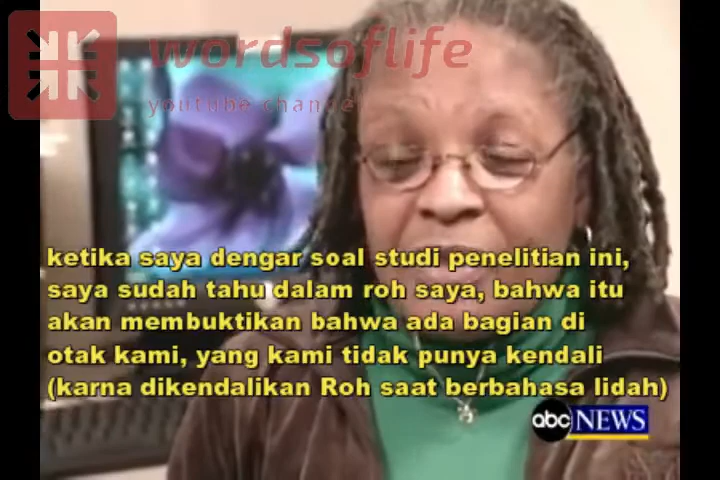 wordsoflife
youtube channel
ketika saya dengar soal studi penelitian ini,
saya sudah tahu dalam roh saya, bahwa itu
akan membuktikan bahwa ada bagian di
otak kami, yang kami tidak punya kendali
(karna dikendalikan Roh saat berbahasa lidah)
abc NEWS